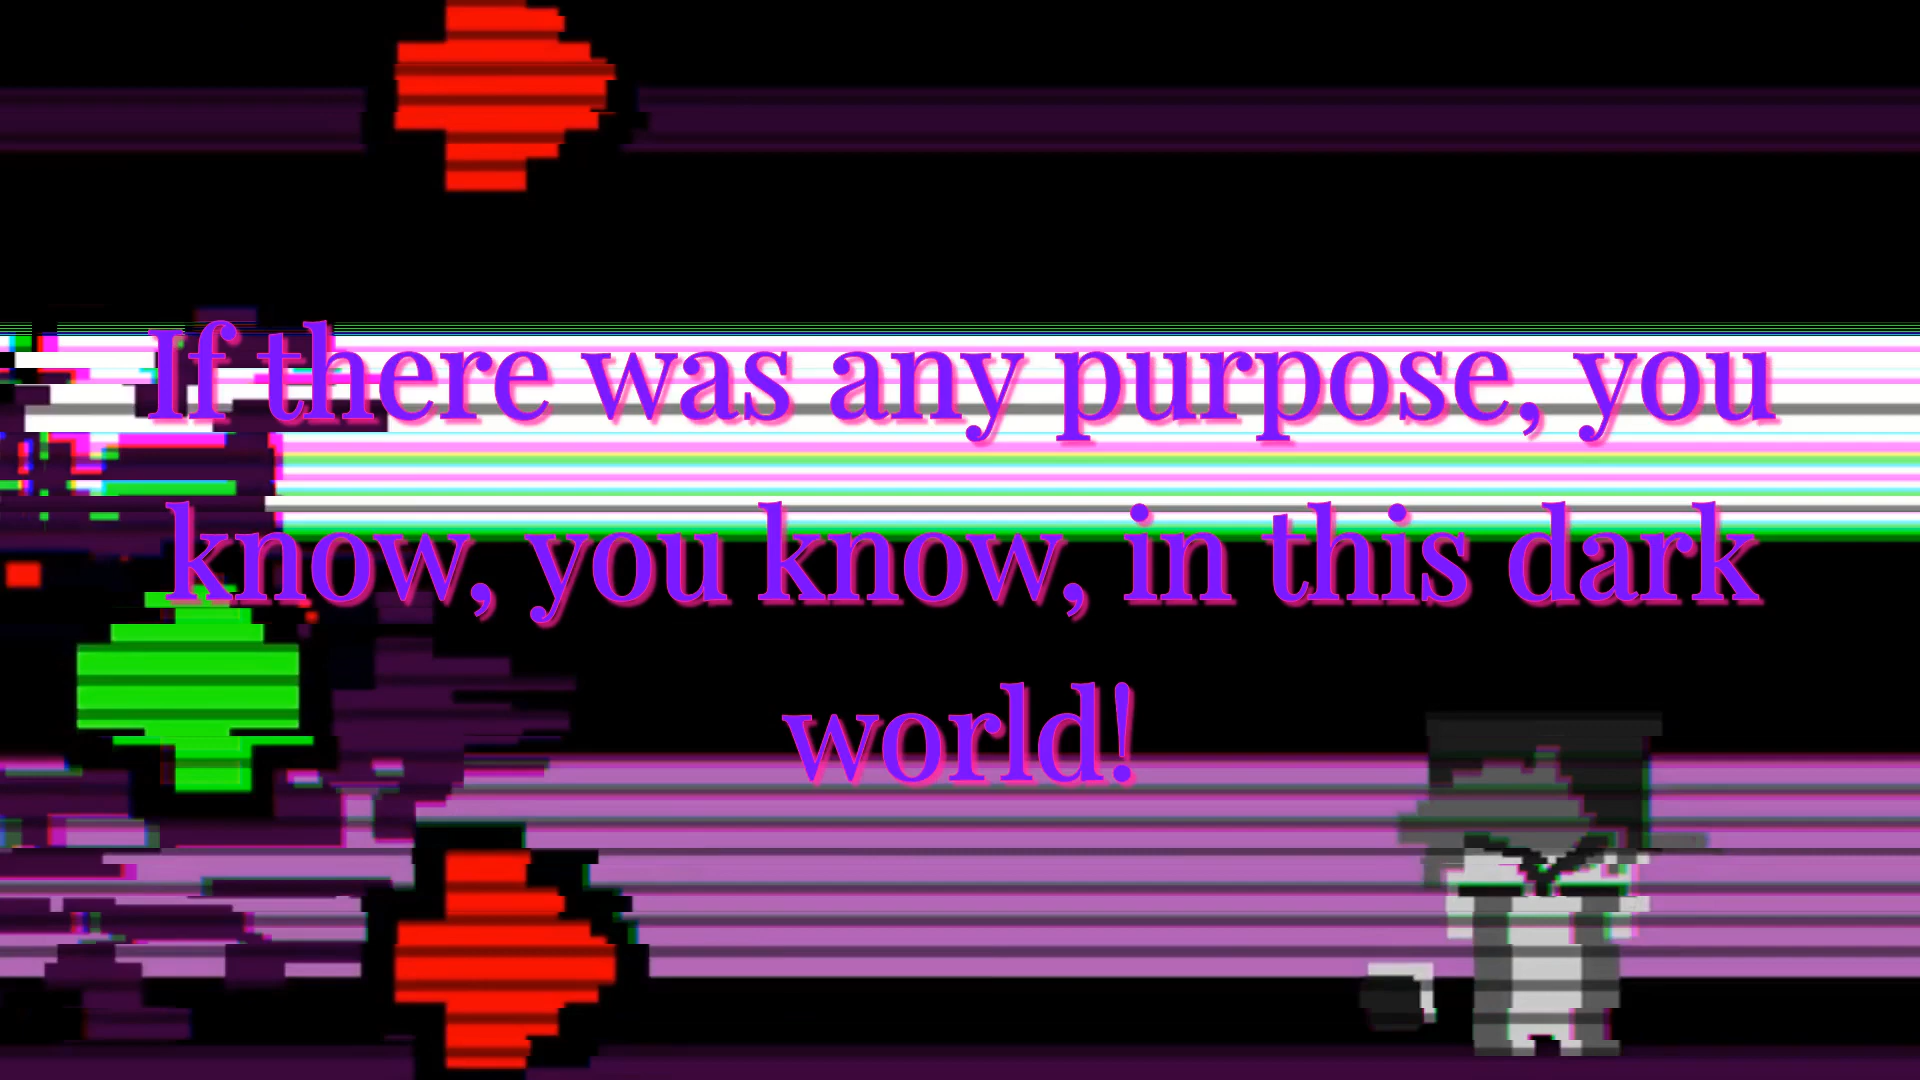 If there was any purpose, you
know, you know, in this dark
world!